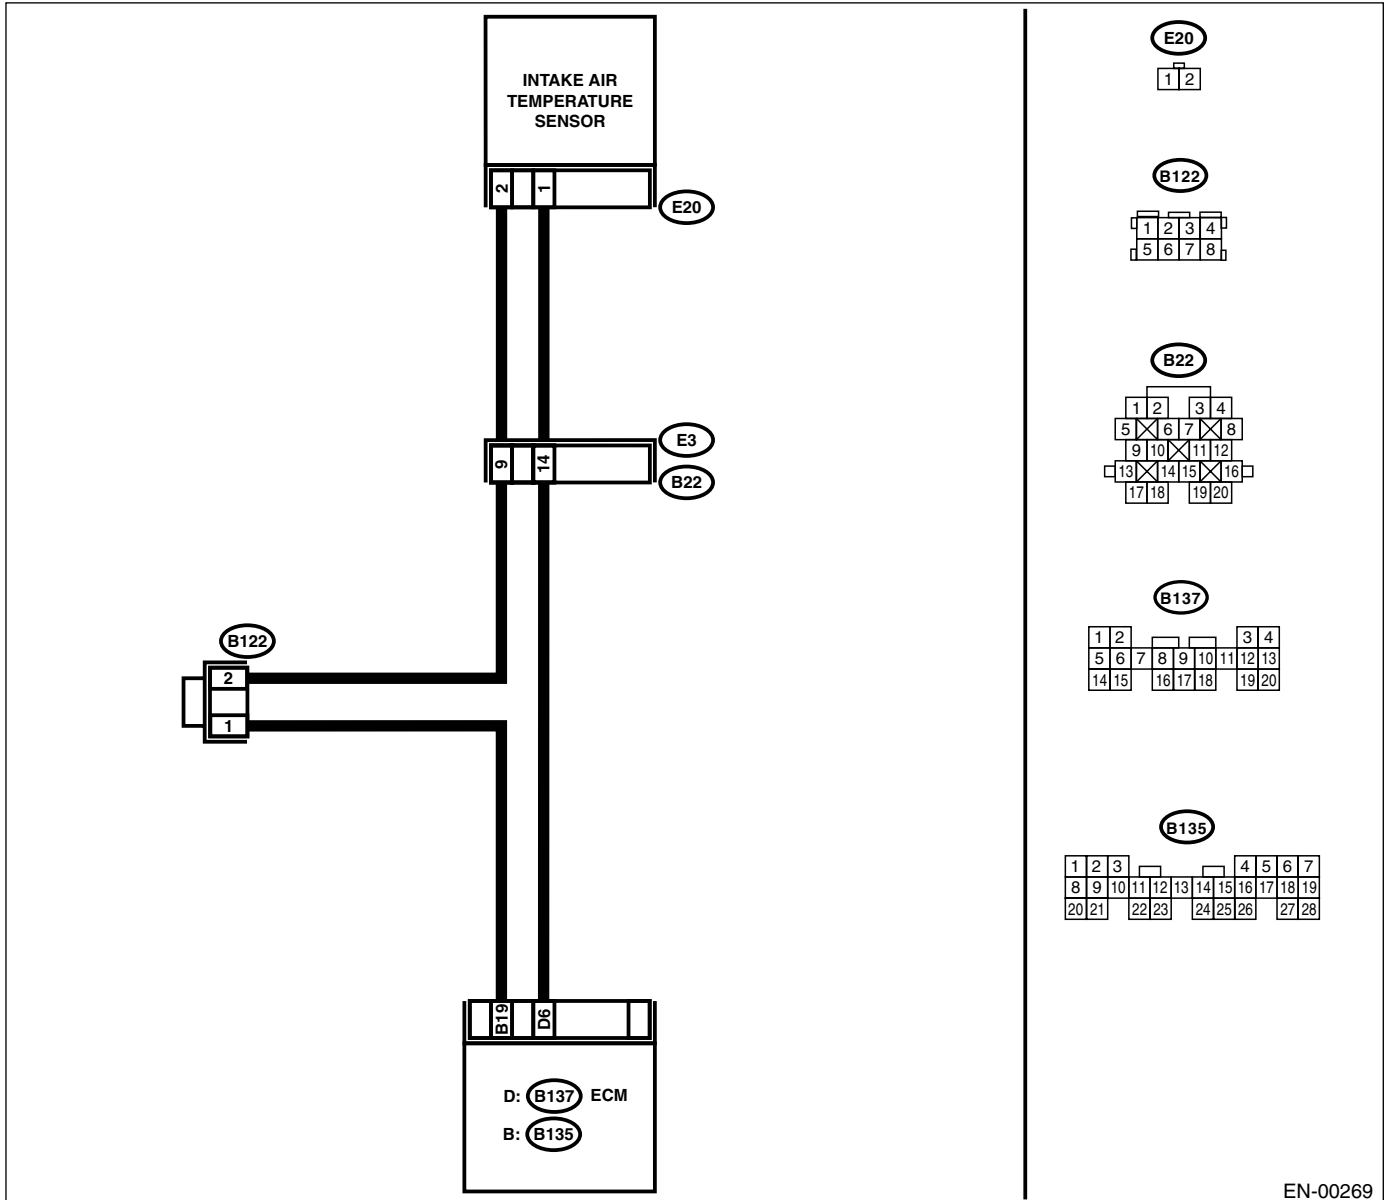 INTAKE AIR
TEMPERATURE
SENSOR
2 1
E20
9 14
E3
B22
B122
2
1
B19 D6
D: B137 ECM
B: B135
E20
1 2
B122
1 2 3 4
5 6 7 8
B22
1 2 3 4
5 6 7 8
9 10 11 12
13 14 15 16
17 18 19 20
B137
1 2 3 4
5 6 7 8 9 10 11 12 13
14 15 16 17 18 19 20
B135
1 2 3 4 5 6 7
8 9 10 11 12 13 14 15 16 17 18 19
20 21 22 23 24 25 26 27 28
EN-00269